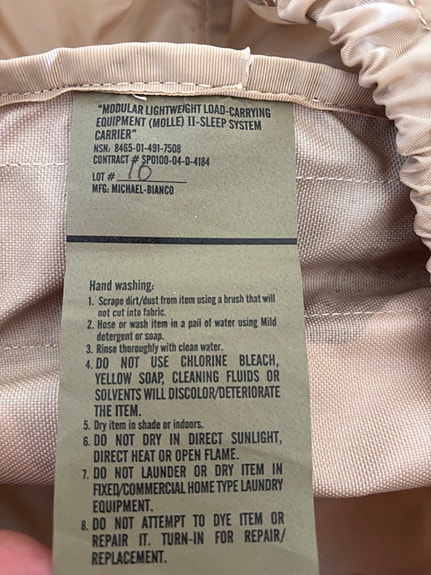 "MODULAR LIGHTWEIGHT LOAD-CARRYING
EQUIPMENT (MOLLE) II-SLEEP SYSTEM
CARRIER"
NSN: 8465-01-491-7508
CONTRACT # SPO100-04-D-4184
LOT # 10
MFG: MICHAEL-BIANCO
Hand washing:
1. Scrape dirt/dust from item using a brush that will
not cut into fabric.
2. Hose or wash item in a pail of water using Mild
detergent or soap.
3. Rinse thoroughly with clean water.
4. DO NOT USE CHLORINE BLEACH,
YELLOW SOAP, CLEANING FLUIDS OR
SOLVENTS WILL DISCOLOR/DETERIORATE
THE ITEM.
5. Dry item in shade or indoors.
6. DO NOT DRY IN DIRECT SUNLIGHT,
DIRECT HEAT OR OPEN FLAME.
7. DO NOT LAUNDER OR DRY ITEM IN
FIXED/COMMERCIAL HOME TYPE LAUNDRY
EQUIPMENT.
8. DO NOT ATTEMPT TO DYE ITEM OR
REPAIR IT. TURN-IN FOR REPAIR/
REPLACEMENT.